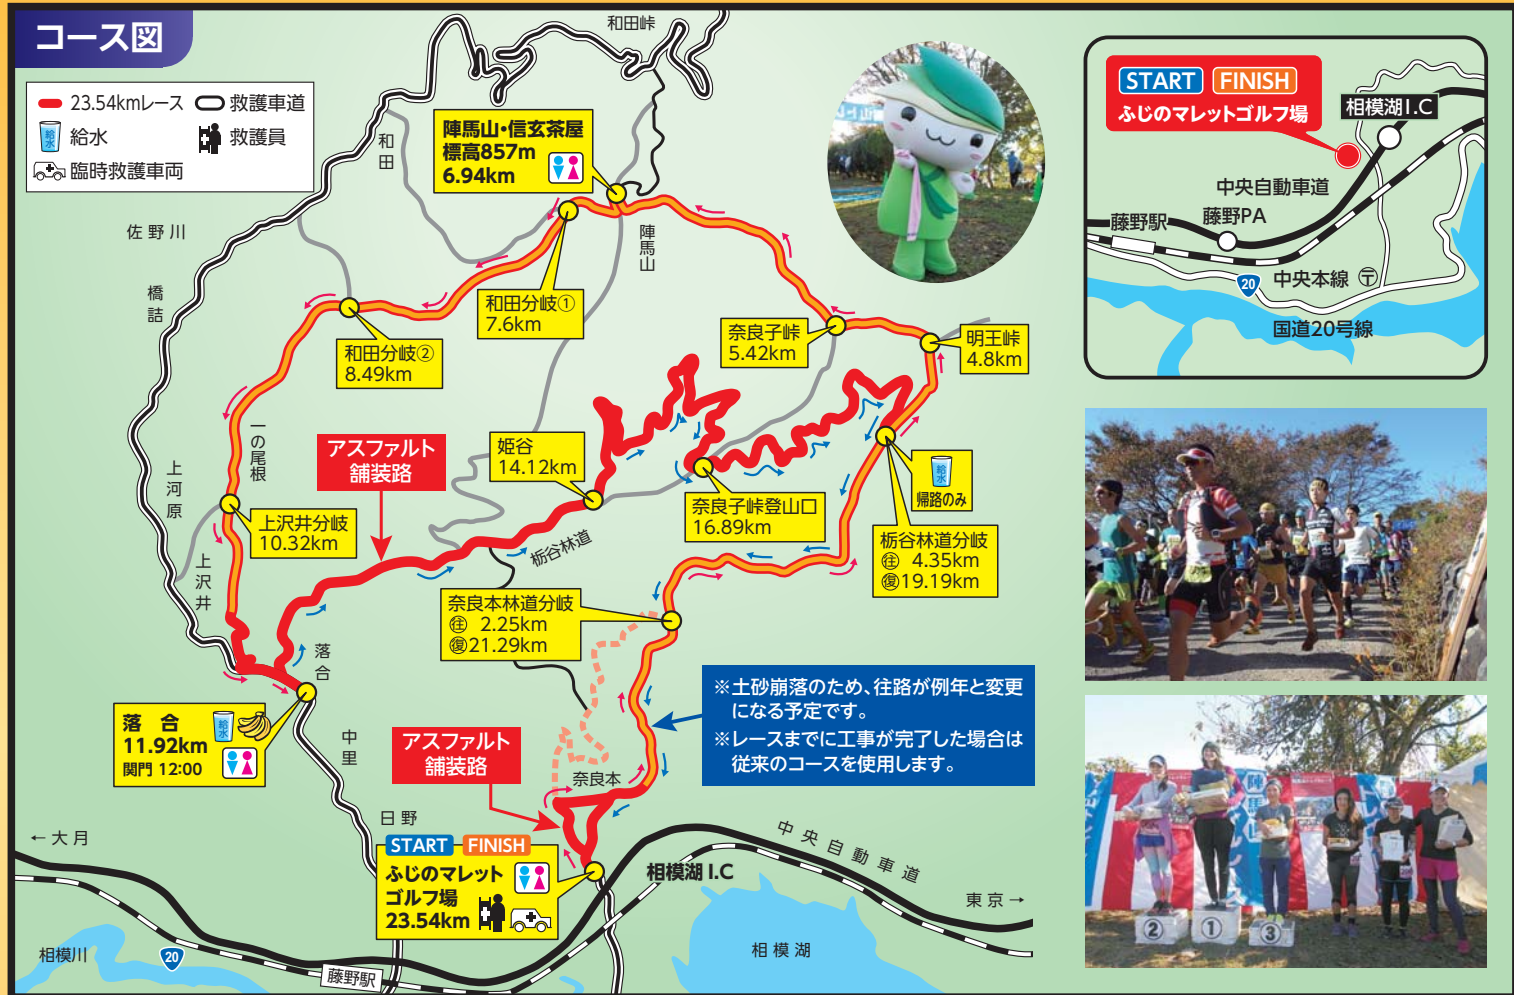 コース図
23.54kmレース
救護車道
給水
給水
救護員
臨時救護車両
和田峠
和田
陣馬山・信玄茶屋
標高857m
6.94km
陣馬山
佐野川
橋詰
和田分岐①
7.6km
和田分岐②
8.49km
奈良子峠
5.42km
明王峠
4.8km
一の尾根
上河原
アスファルト
舗装路
姫谷
14.12km
給水
帰路のみ
奈良子峠登山口
16.89km
上沢井分岐
10.32km
上沢井
栃谷林道
栃谷林道分岐
往 4.35km
復19.19km
奈良本林道分岐
往 2.25km
復21.29km
落合
落 合
給水
11.92km
関門 12:00
中里
アスファルト
舗装路
奈良本
※土砂崩落のため、往路が例年と変更
になる予定です。
※レースまでに工事が完了した場合は
従来のコースを使用します。
日野
←大月
START FINISH
ふじのマレット
ゴルフ場
23.54km
相模湖 I.C
中央自動車道
東京→
相模川
20
藤野駅
相模湖
START FINISH
ふじのマレットゴルフ場
相模湖I.C
中央自動車道
藤野駅
藤野PA
中央本線
〒
20
国道20号線
陣馬山
② ① ③